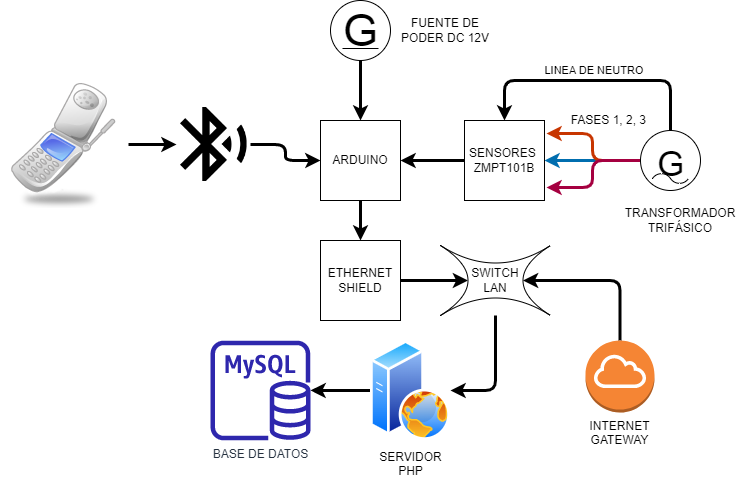 G
FUENTE DE
PODER DC 12V
LINEA DE NEUTRO
FASES 1, 2, 3
ARDUINO
SENSORES
ZMPT101B
G
TRANSFORMADOR
TRIFÁSICO
ETHERNET
SHIELD
SWITCH
LAN
MySQL
BASE DE DATOS
SERVIDOR
PHP
INTERNET
GATEWAY